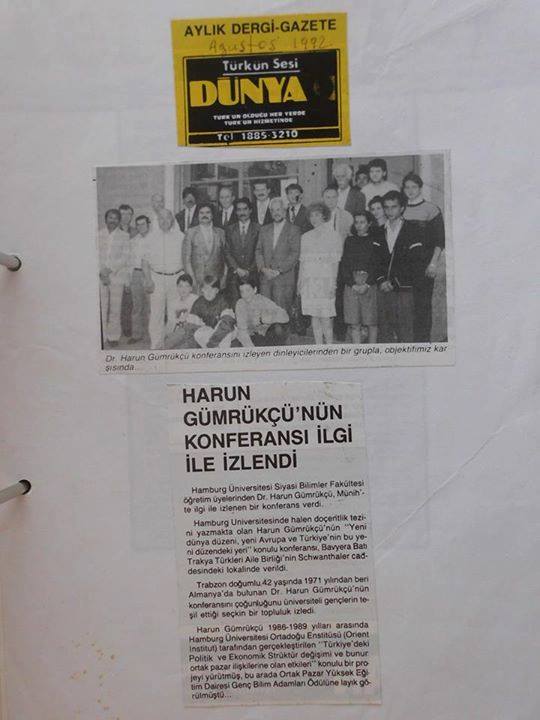 AYLIK DERGİ-GAZETE
Ağustos 1992
Türkün Sesi
DÜNYA
TÜRK'ÜN OLDUĞU HER YERDE
TÜRK'ÜN HİZMETİNDE
Tel 1885-3210
Dr. Harun Gümrükçü konferansını izleyen dinleyicilerinden bir grupla, objektifimiz kar
şısında...
HARUN
GÜMRÜKÇÜ'NÜN
KONFERANSI İLGİ
İLE İZLENDİ
Hamburg Üniversitesi Siyasi Bilimler Fakültesi
öğretim üyelerinden Dr. Harun Gümrükçü, Münih'-
te ilgi ile izlenen bir konferans verdi.
Hamburg Universitesinde halen doçeritlik tezi-
ni yazmakta olan Harun Gümrükçü'nün "Yeni
dünya düzeni, yeni Avrupa ve Türkiye'nin bu ye-
ni düzendeki yeri" konulu konferansı, Bavyera Batı
Trakya Türkleri Aile Birliği'nin Schwanthaler cad-
desindeki lokalinde verildi.
Trabzon doğumlu,42 yaşında 1971 yılından beri
Almanya'da bulunan Dr. Harun Gümrükçü'nün
konferansını çoğunluğunu üniversiteli gençlerin teş-
kil ettiği seçkin bir topluluk izledi.
Harun Gümrükçü 1986-1989 yılları arasında
Hamburg Üniversitesi Ortadoğu Enstitüsü (Orient
Institut) tarafından gerçekleştirilen "Türkiye'deki
Politik ve Ekonomik Strüktür değişimi ve bunun
ortak pazar ilişkilerine olan etkileri" konulu bir pro-
jeyi yürütmüş, bu arada Ortak Pazar Yüksek Eği-
tim Dairesi Genç Bilim Adamları Ödülüne layık gö-
rülmüştü...